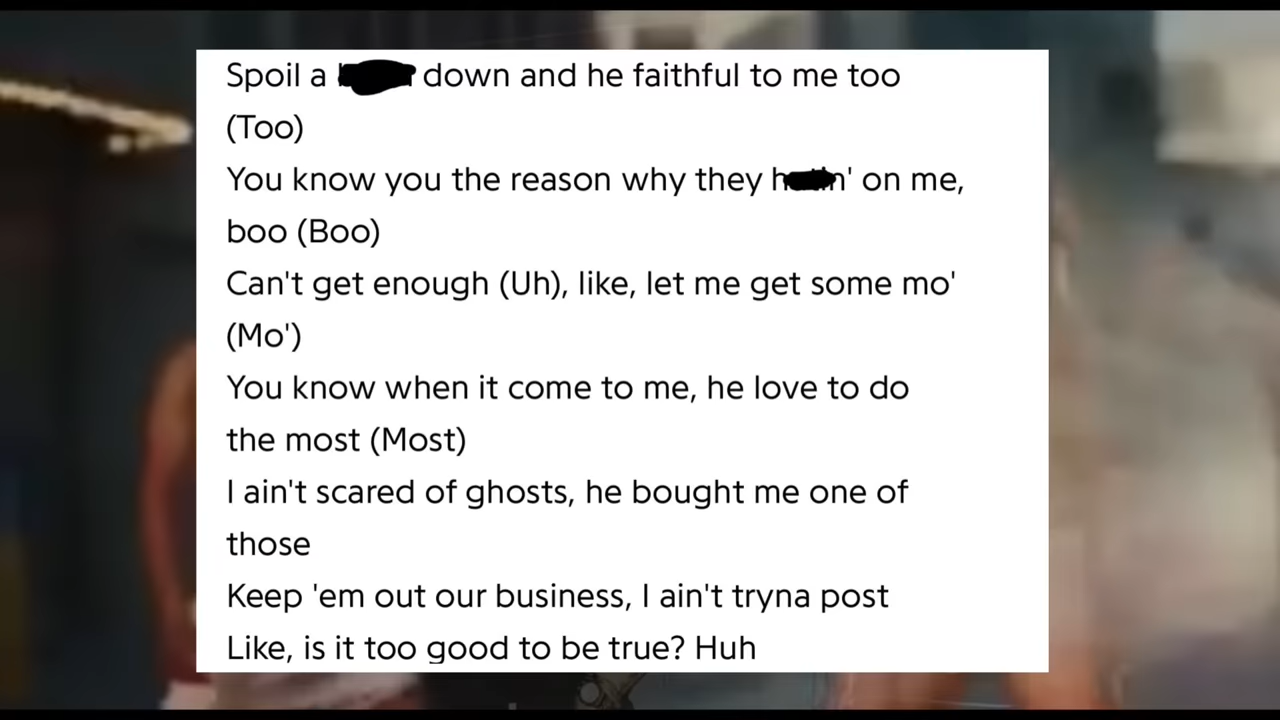 Spoil a down and he faithful to me too
(Too)
You know you the reason why they on me,
boo (Boo)
Can't get enough (Uh), like, let me get some mo'
(Mo')
You know when it come to me, he love to do
the most (Most)
I ain't scared of ghosts, he bought me one of
those
Keep 'em out our business, I ain't tryna post
Like, is it too good to be true? Huh